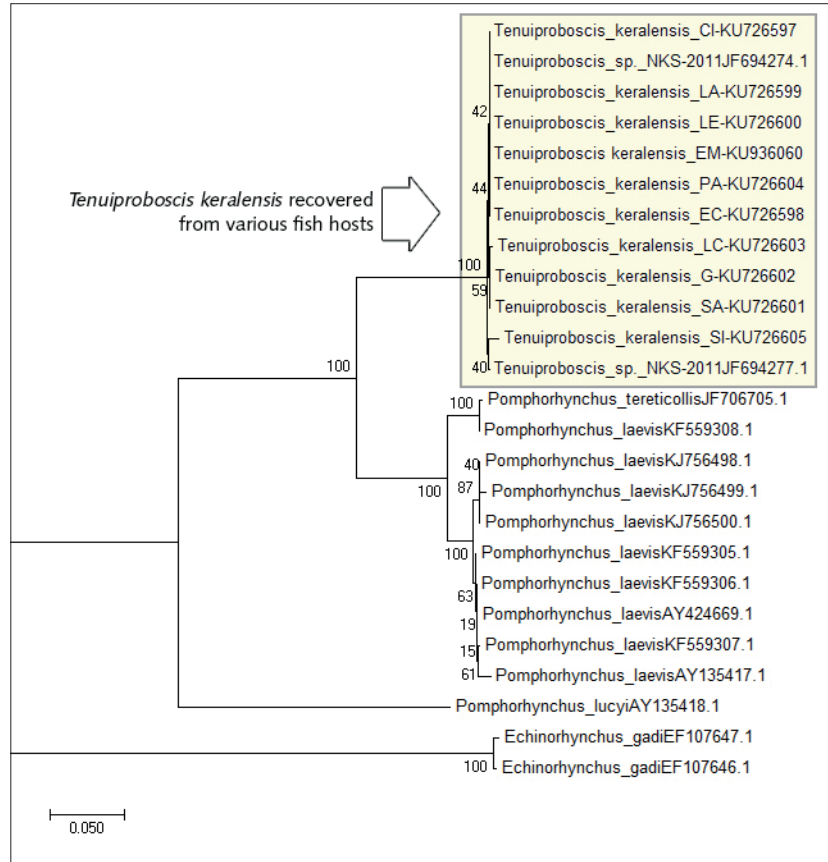 Tenuiproboscis_keralensis_CI-KU726597
Tenuiproboscis_sp._NKS-2011JF694274.1
Tenuiproboscis_keralensis_LA-KU726599
42
Tenuiproboscis_keralensis_LE-KU726600
Tenuiproboscis keralensis_EM-KU936060
Tenuiproboscis keralensis recovered
from various fish hosts
44
Tenuiproboscis_keralensis_PA-KU726604
Tenuiproboscis_keralensis_EC-KU726598
Tenuiproboscis_keralensis_LC-KU726603
100
Tenuiproboscis_keralensis_G-KU726602
59
Tenuiproboscis_keralensis_SA-KU726601
Tenuiproboscis_keralensis_SI-KU726605
100
40
Tenuiproboscis_sp._NKS-2011JF694277.1
Pomphorhynchus_tereticollisJF706705.1
100
Pomphorhynchus_laevisKF559308.1
Pomphorhynchus_laevisKJ756498.1
40
87
Pomphorhynchus_laevisKJ756499.1
100
Pomphorhynchus_laevisKJ756500.1
100
Pomphorhynchus_laevisKF559305.1
Pomphorhynchus_laevisKF559306.1
63
Pomphorhynchus_laevisAY424669.1
19
Pomphorhynchus_laevisKF559307.1
15
61
Pomphorhynchus_laevisAY135417.1
Pomphorhynchus_lucyiAY135418.1
Echinorhynchus_gadiEF107647.1
100
Echinorhynchus_gadiEF107646.1
0.050